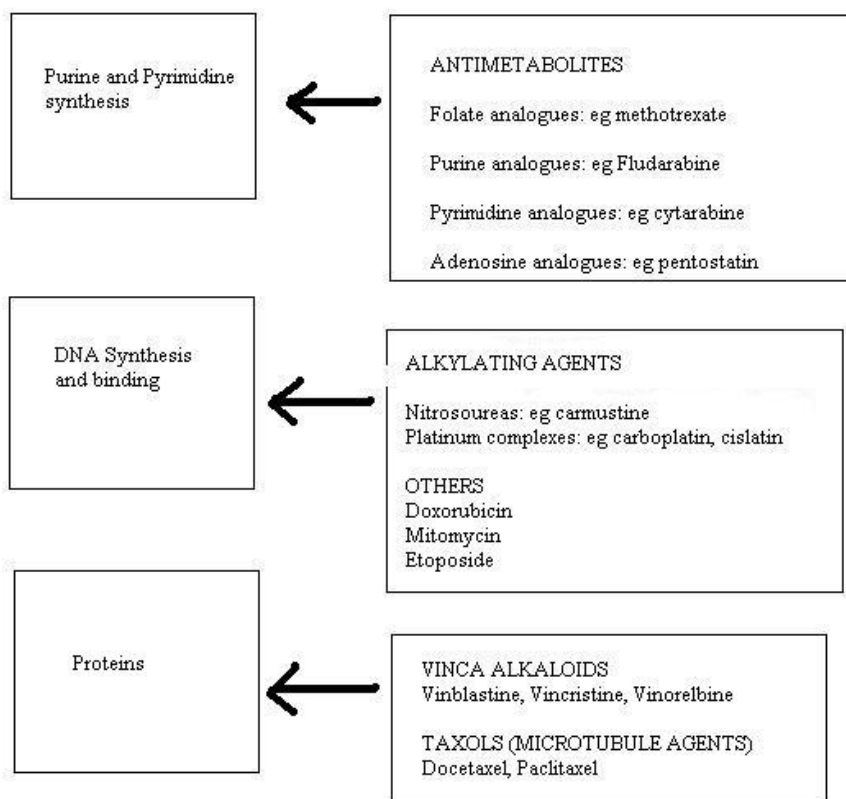 Purine and Pyrimidine
synthesis
ANTIMETABOLITES
Folate analogues: eg methotrexate
Purine analogues: eg Fludarabine
Pyrimidine analogues: eg cytarabine
Adenosine analogues: eg pentostatin
DNA Synthesis
and binding
ALKYLATING AGENTS
Nitrosoureas: eg carmustine
Platinum complexes: eg carboplatin, cislatin
OTHERS
Doxorubicin
Mitomycin
Etoposide
Proteins
VINCA ALKALOIDS
Vinblastine, Vincristine, Vinorelbine
TAXOLS (MICROTUBULE AGENTS)
Docetaxel, Paclitaxel